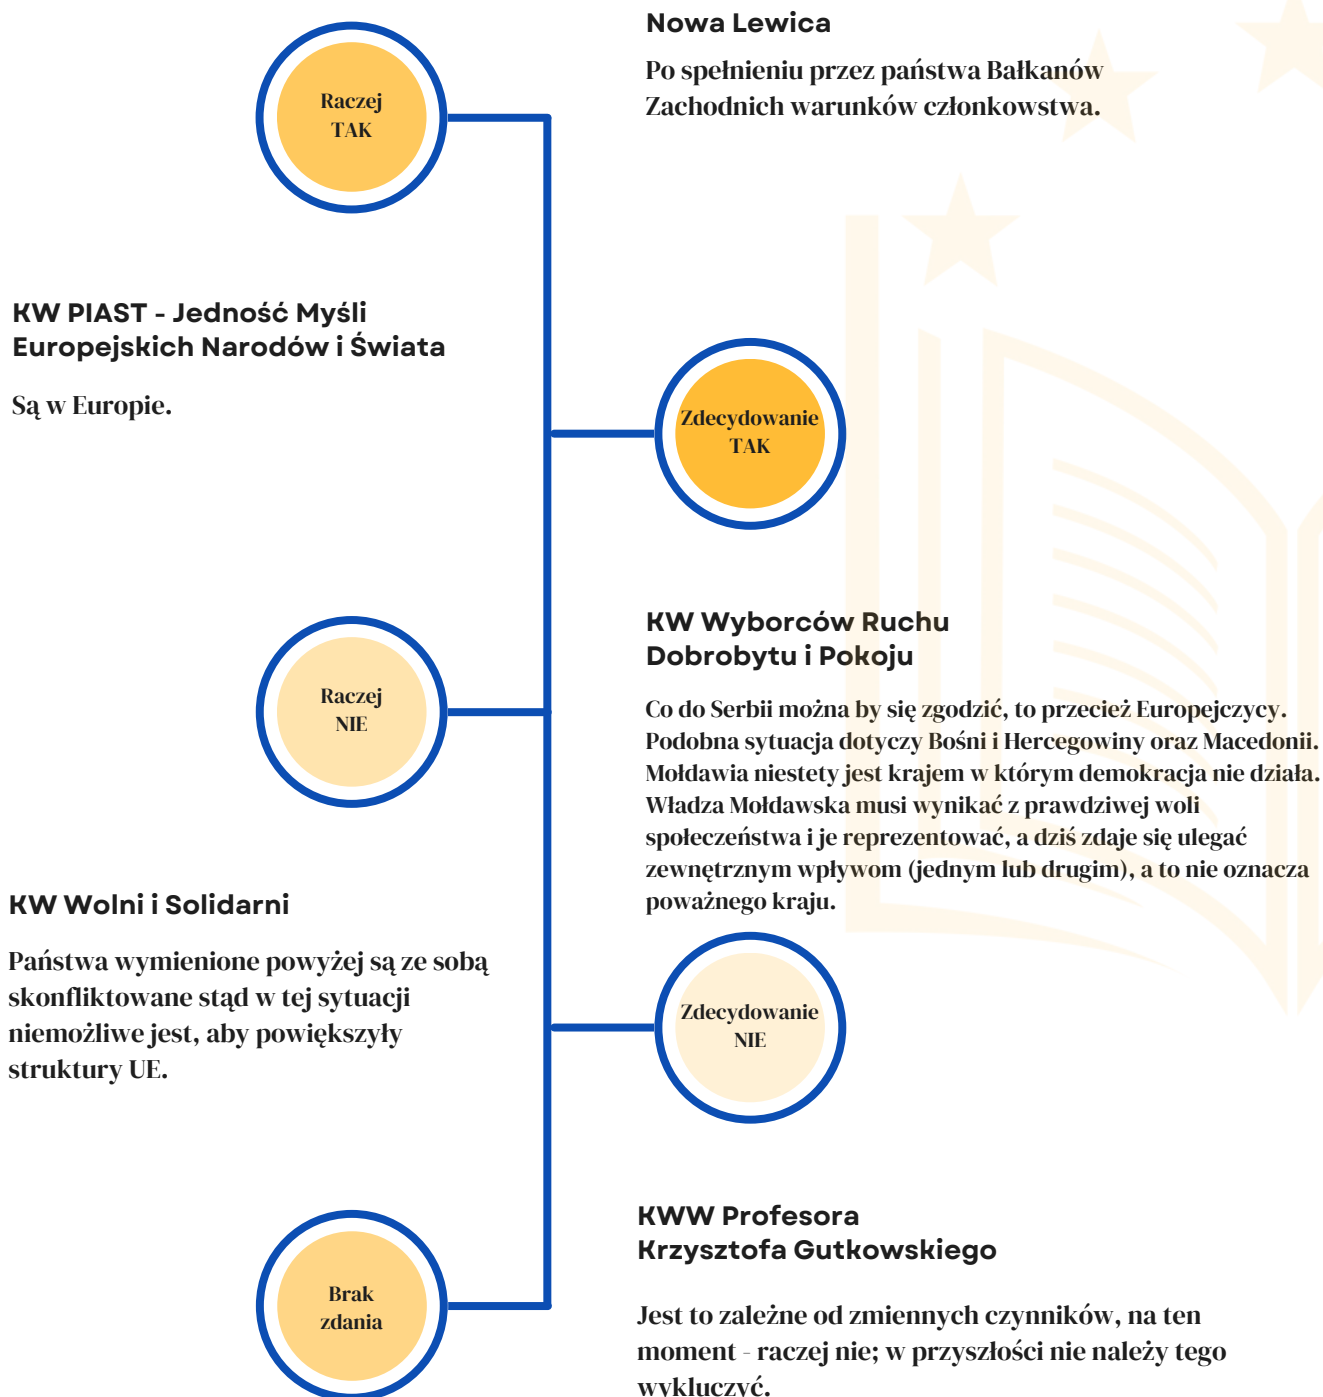 Nowa Lewica
Po spełnieniu przez państwa Bałkanów
Zachodnich warunków członkowstwa.
Raczej
TAK
KW PIAST - Jedność Myśli
Europejskich Narodów i Świata
Są w Europie.
Zdecydowanie
TAK
Raczej
NIE
KW Wyborców Ruchu
Dobrobytu i Pokoju
Co do Serbii można by się zgodzić, to przecież Europejczycy.
Podobna sytuacja dotyczy Bośni i Hercegowiny oraz Macedonii.
Mołdawia niestety jest krajem w którym demokracja nie działa.
Władza Mołdawska musi wynikać z prawdziwej woli
społeczeństwa i je reprezentować, a dziś zdaje się ulegać
zewnętrznym wpływom (jednym lub drugim), a to nie oznacza
poważnego kraju.
KW Wolni i Solidarni
Państwa wymienione powyżej są ze sobą
skonfliktowane stąd w tej sytuacji
niemożliwe jest, aby powiększyły
struktury UE.
Zdecydowanie
NIE
Brak
zdania
KWW Profesora
Krzysztofa Gutkowskiego
Jest to zależne od zmiennych czynników, na ten
moment - raczej nie; w przyszłości nie należy tego
wykluczyć.